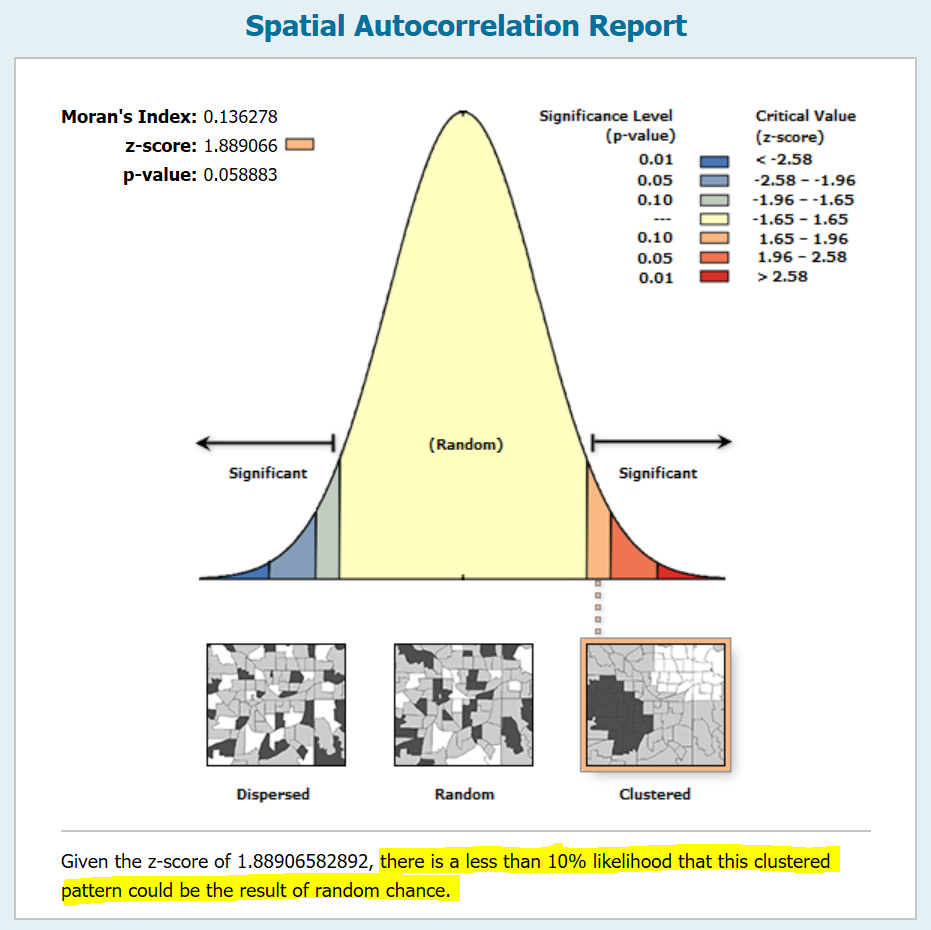 Spatial Autocorrelation Report
Moran's Index: 0.136278
z-score: 1.889066
p-value: 0.058883
Significance Level Critical Value
(p-value) (z-score)
0.01 < -2.58
0.05 -2.58 – -1.96
0.10 -1.96 – -1.65
--- -1.65 – 1.65
0.10 1.65 – 1.96
0.05 1.96 – 2.58
0.01 > 2.58
(Random)
Significant Significant
Dispersed Random Clustered
Given the z-score of 1.88906582892, there is a less than 10% likelihood that this clustered
pattern could be the result of random chance.